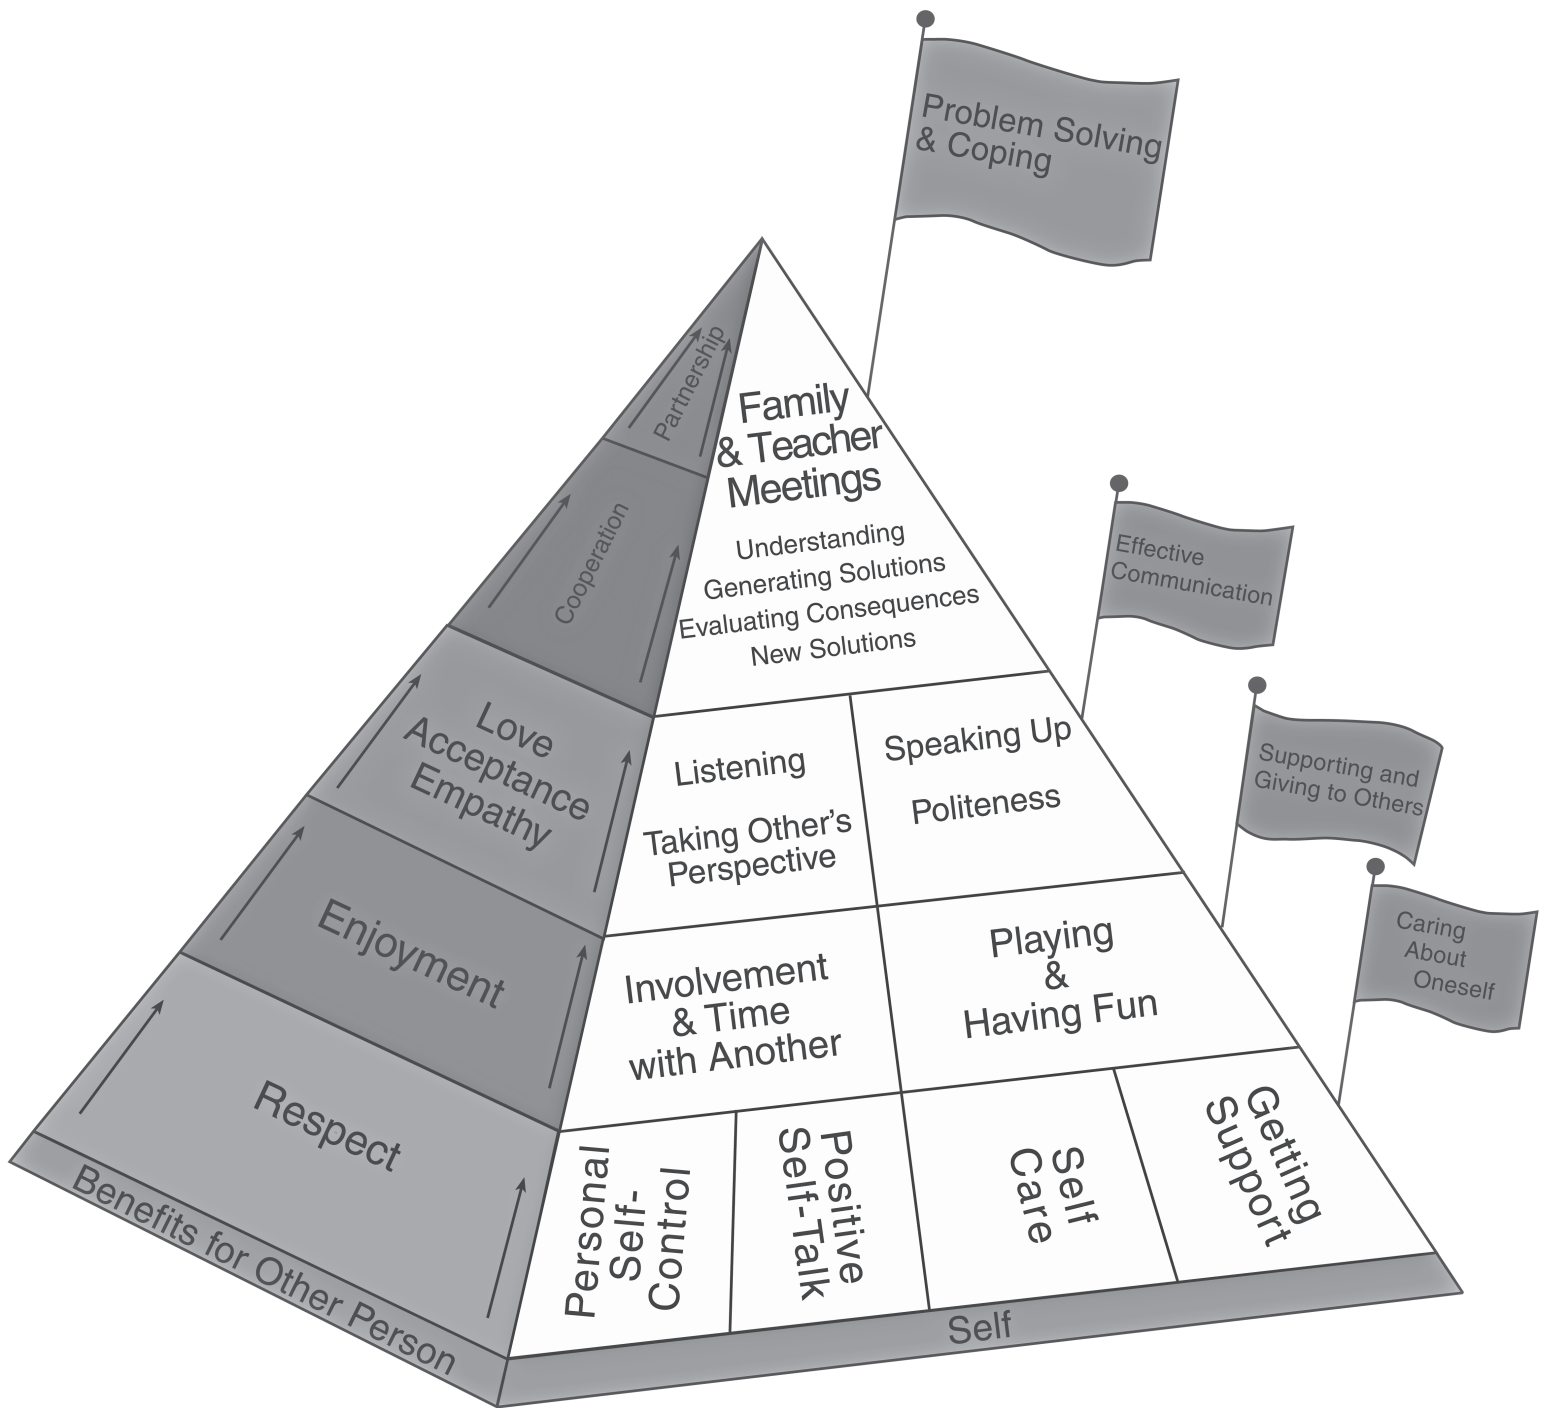 Problem Solving
& Coping
Partnership
Family
& Teacher
Meetings
Understanding
Generating Solutions
Evaluating Consequences
New Solutions
Cooperation
Effective
Communication
Love
Acceptance
Empathy
Listening
Taking Other's
Perspective
Speaking Up
Politeness
Supporting and
Giving to Others
Enjoyment
Involvement
& Time
with Another
Playing
&
Having Fun
Caring
About
Oneself
Respect
Personal
Self-
Control
Positive
Self-Talk
Self
Care
Getting
Support
Benefits for Other Person
Self